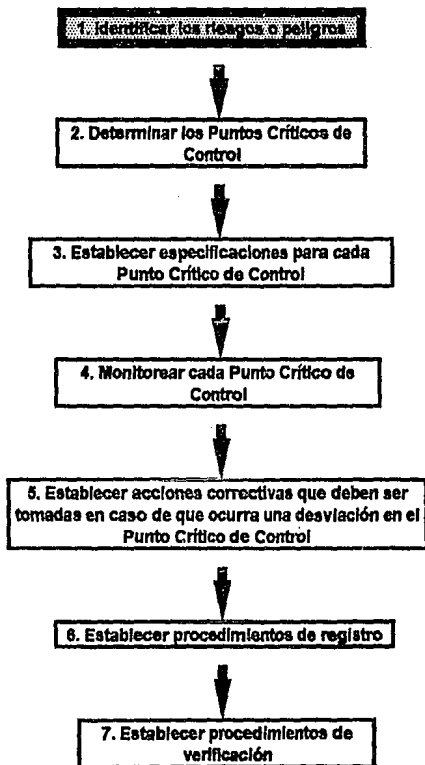 1. Identificar los riesgos o peligros
2. Determinar los Puntos Críticos de
Control
3. Establecer especificaciones para cada
Punto Crítico de Control
4. Monitorear cada Punto Crítico de
Control
5. Establecer acciones correctivas que deben ser
tomadas en caso de que ocurra una desviación en el
Punto Crítico de Control
6. Establecer procedimientos de registro
7. Establecer procedimientos de
verificación